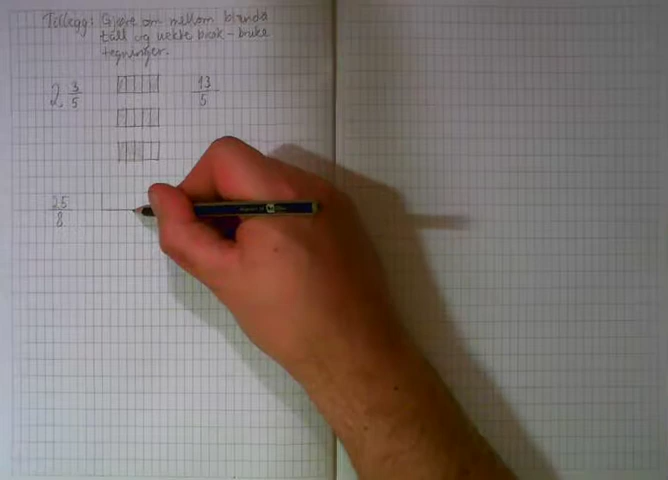 Tillegg: Gjøre om mellom blanda
tall og uekte brøk - bruke
tegninger.
2 3/5 13/5
25/8